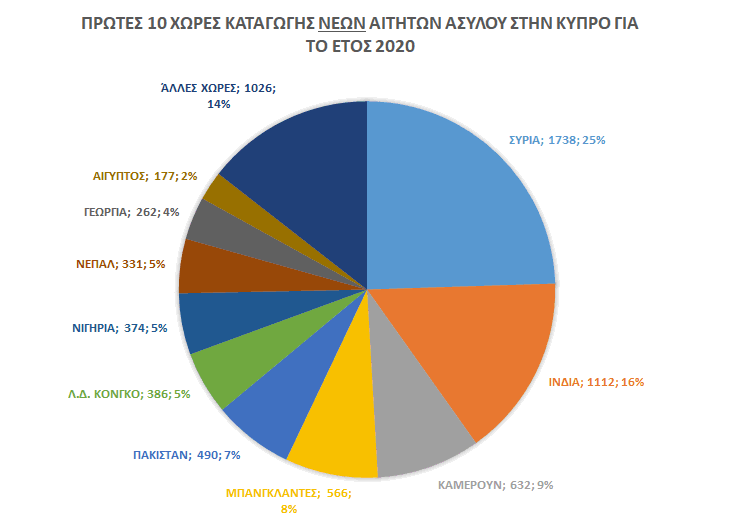 ΠΡΩΤΕΣ 10 ΧΩΡΕΣ ΚΑΤΑΓΩΓΗΣ ΝΕΩΝ ΑΙΤΗΤΩΝ ΑΣΥΛΟΥ ΣΤΗΝ ΚΥΠΡΟ ΓΙΑ
ΤΟ ΕΤΟΣ 2020
ΆΛΛΕΣ ΧΩΡΕΣ; 1026;
14%
ΣΥΡΙΑ; 1738; 25%
ΑΙΓΥΠΤΟΣ; 177; 2%
ΓΕΩΡΓΙΑ; 262; 4%
ΝΕΠΑΛ; 331; 5%
ΝΙΓΗΡΙΑ; 374; 5%
ΙΝΔΙΑ; 1112; 16%
Λ.Δ. ΚΟΝΓΚΟ; 386; 5%
ΠΑΚΙΣΤΑΝ; 490; 7%
ΚΑΜΕΡΟΥΝ; 632; 9%
ΜΠΑΝΓΚΛΑΝΤΕΣ; 566;
8%